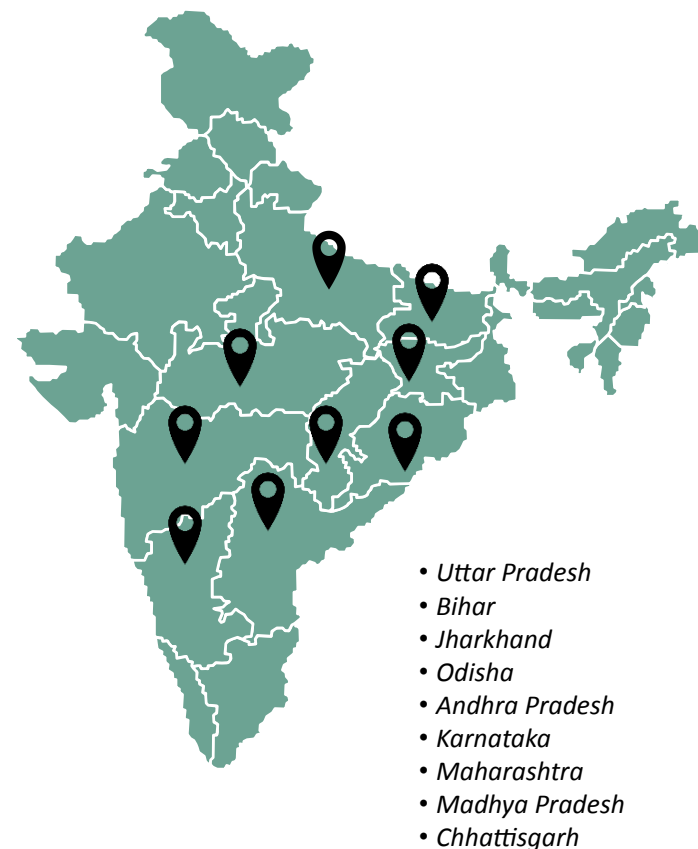 • Uttar Pradesh
• Bihar
• Jharkhand
• Odisha
• Andhra Pradesh
• Karnataka
• Maharashtra
• Madhya Pradesh
• Chhattisgarh